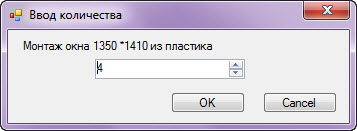 Ввод количества
Монтаж окна 1350 *1410 из пластика
4
OK
Cancel